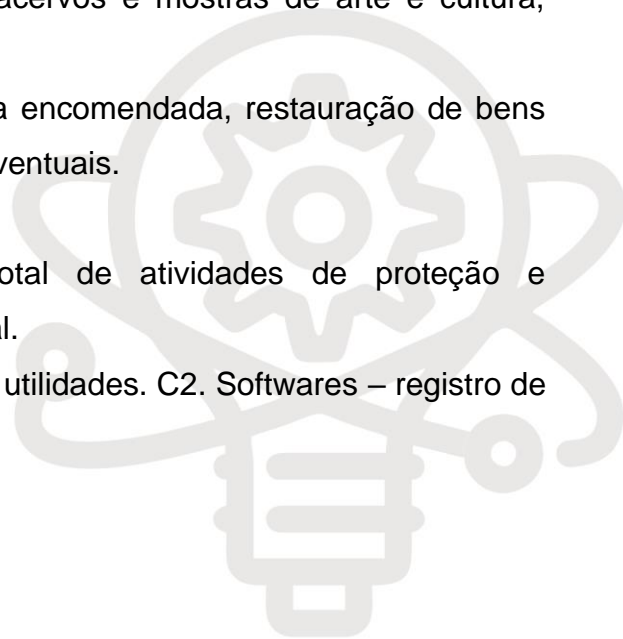 acervos e mostras de arte e cultura,
a encomendada, restauração de bens
ventuais.
otal de atividades de proteção e
l.
utilidades. C2. Softwares – registro de